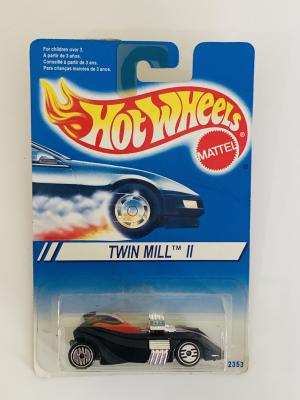 For children over 3.
A partir de 3 años.
Conseillé à partir de 3 ans.
Para crianças maiores de 3 anos.
HOT WHEELS
MATTEL
TWIN MILL™ II
2353